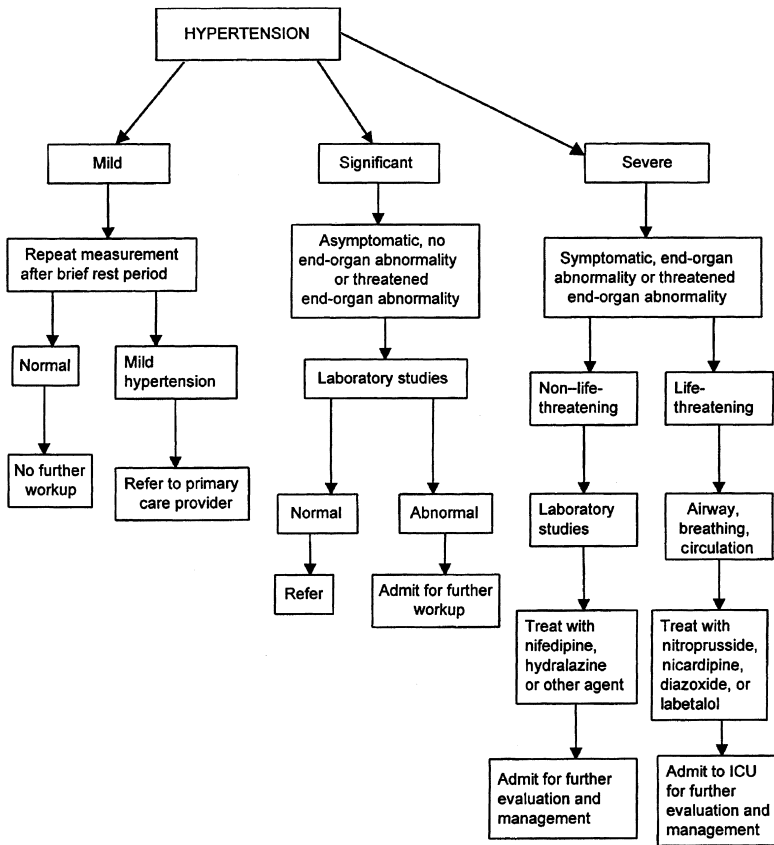 HYPERTENSION
Mild
Significant
Severe
Repeat measurement
after brief rest period
Asymptomatic, no
end-organ abnormality
or threatened
end-organ abnormality
Symptomatic, end-organ
abnormality or threatened
end-organ abnormality
Normal
Mild
hypertension
Laboratory studies
Non–life-
threatening
Life-
threatening
No further
workup
Refer to primary
care provider
Normal
Abnormal
Laboratory
studies
Airway,
breathing,
circulation
Refer
Admit for further
workup
Treat with
nifedipine,
hydralazine
or other agent
Treat with
nitroprusside,
nicardipine,
diazoxide, or
labetalol
Admit for further
evaluation and
management
Admit to ICU
for further
evaluation and
management